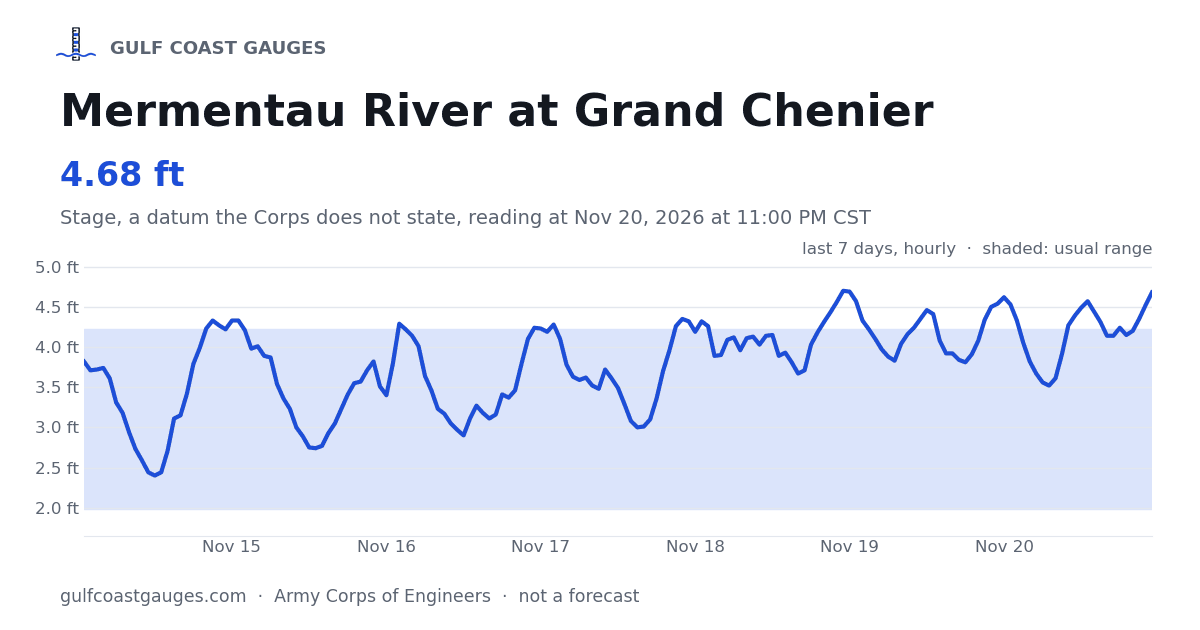 GULF COAST GAUGES
Mermentau River at Grand Chenier
4.68 ft
Stage, a datum the Corps does not state, reading at Nov 20, 2026 at 11:00 PM CST
last 7 days, hourly · shaded: usual range
5.0 ft
4.5 ft
4.0 ft
3.5 ft
3.0 ft
2.5 ft
2.0 ft
Nov 15 Nov 16 Nov 17 Nov 18 Nov 19 Nov 20
gulfcoastgauges.com · Army Corps of Engineers · not a forecast